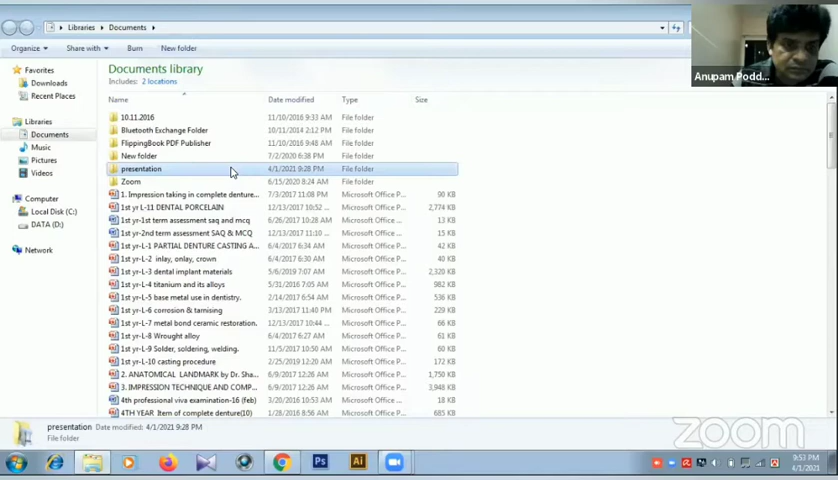 Libraries
Documents
Organize
Share with
Burn
New folder
Anupam Podd...
Favorites
Downloads
Recent Places
Libraries
Documents
Music
Pictures
Videos
Computer
Local Disk (C:)
DATA (D:)
Network
Documents library
Includes: 2 locations
Name Date modified Type Size
10.11.2016 11/10/2016 9:33 AM File folder
Bluetooth Exchange Folder 10/11/2014 2:12 PM File folder
FlippingBook PDF Publisher 11/10/2016 9:48 AM File folder
New folder 7/2/2020 6:38 PM File folder
presentation 4/1/2021 9:28 PM File folder
Zoom 6/15/2020 8:24 AM File folder
1. Impression taking in complete denture... 7/3/2017 11:08 PM Microsoft Office P... 90 KB
1st yr L-11 DENTAL PORCELAIN 12/13/2017 10:52 ... Microsoft Office P... 2,774 KB
1st yr-1st term assessment saq and mcq 6/26/2017 10:28 AM Microsoft Office ... 13 KB
1st yr-2nd term assessment SAQ & MCQ 12/13/2017 11:10 ... Microsoft Office ... 15 KB
1st yr-L-1 PARTIAL DENTURE CASTING A... 6/4/2017 6:34 AM Microsoft Office P... 42 KB
1st yr-L-2 inlay, onlay, crown 6/4/2017 6:30 AM Microsoft Office P... 40 KB
1st yr-L-3 dental implant materials 5/6/2019 7:07 AM Microsoft Office P... 2,320 KB
1st yr-L-4 titanium and its alloys 5/31/2016 7:05 AM Microsoft Office P... 982 KB
1st yr-L-5 base metal use in dentistry. 2/14/2017 6:54 AM Microsoft Office P... 536 KB
1st yr-L-6 corrosion & tarnishing 3/13/2017 11:40 PM Microsoft Office P... 229 KB
1st yr-L-7 metal bond ceramic restoration. 12/13/2017 10:44 ... Microsoft Office P... 66 KB
1st yr-L-8 Wrought alloy 6/4/2017 6:27 AM Microsoft Office P... 61 KB
1st yr-L-9 Solder, soldering, welding. 11/5/2017 10:50 AM Microsoft Office P... 60 KB
1st yr-L-10 casting procedure 2/25/2019 12:20 AM Microsoft Office P... 172 KB
2. ANATOMICAL LANDMARK by Dr. Sha... 6/9/2017 12:26 AM Microsoft Office P... 1,750 KB
3. IMPRESSION TECHNIQUE AND COMP... 6/9/2017 12:26 AM Microsoft Office P... 3,948 KB
4th professional viva examination-16 (feb) 3/20/2016 10:53 AM Microsoft Office ... 18 KB
4TH YEAR Item of complete denture(10) 1/28/2016 8:56 AM Microsoft Office ... 685 KB
presentation Date modified: 4/1/2021 9:28 PM
File folder
zoom
Ps
Ai
9:53 PM
4/1/2021